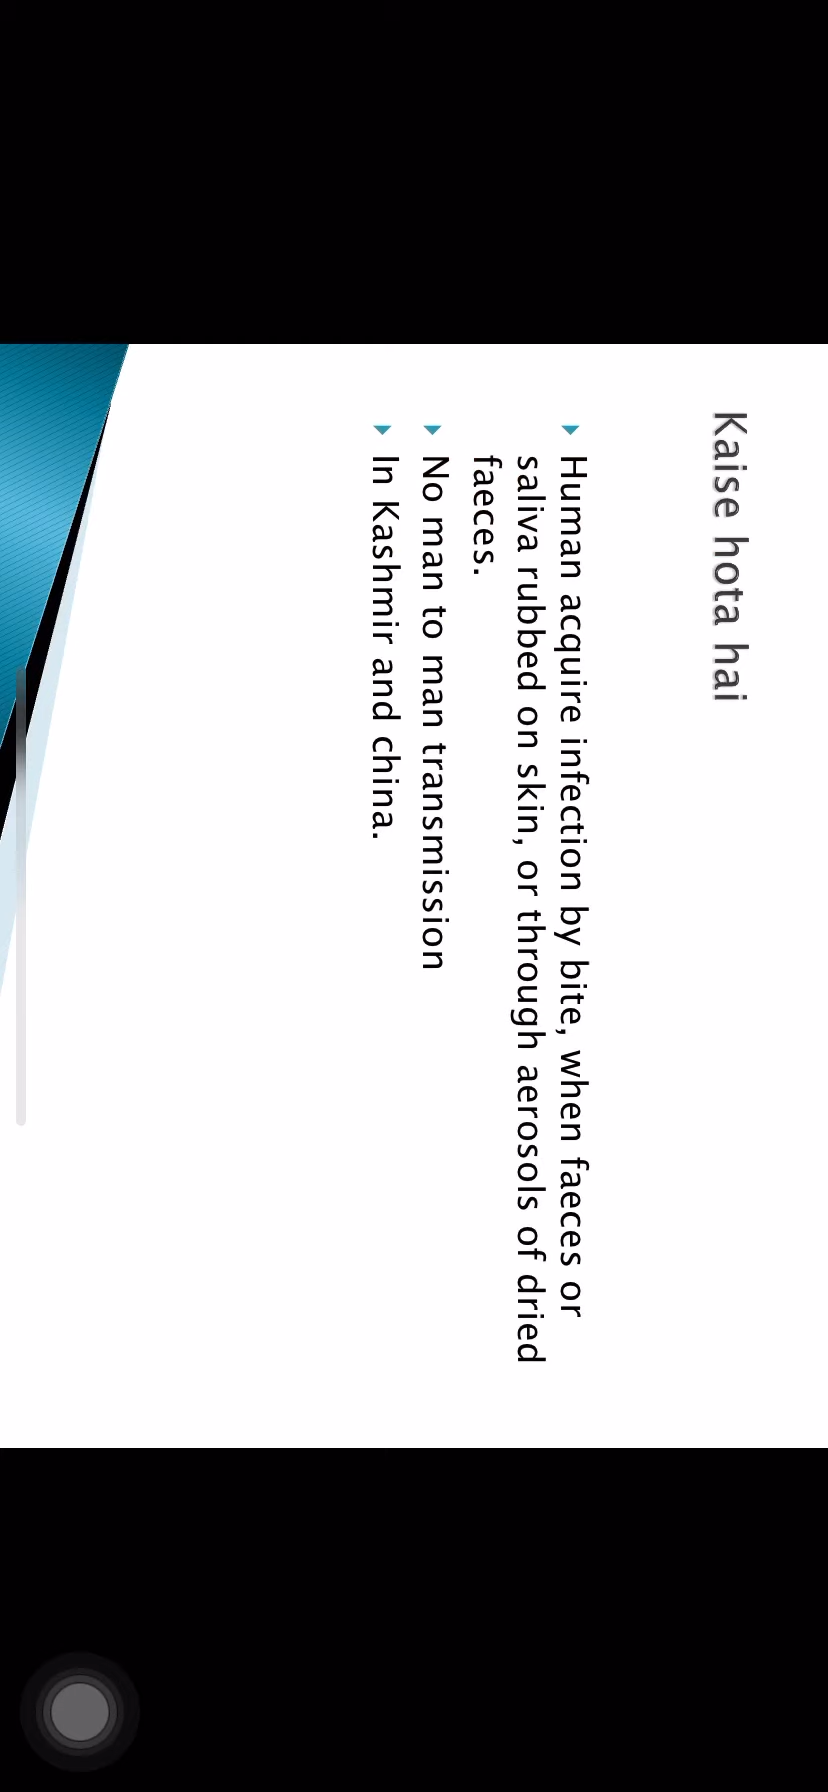 Kaise hota hai
Human acquire infection by bite, when faeces or
saliva rubbed on skin, or through aerosols of dried
faeces.
No man to man transmission
In Kashmir and china.